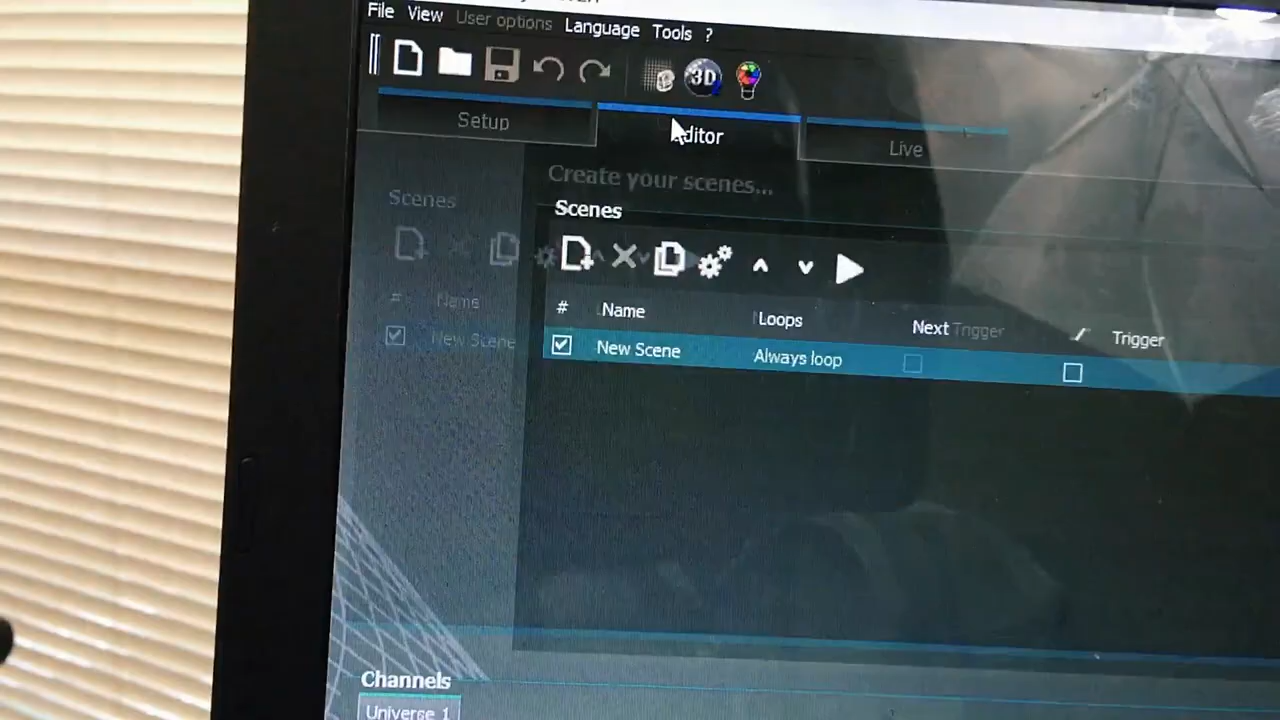 File View User options Language Tools ?
3D
Setup Editor Live
Create your scenes...
Scenes
Scenes
# Name Loops Next Trigger Trigger
New Scene Always loop
# Name
New Scene
Channels
Universe 1